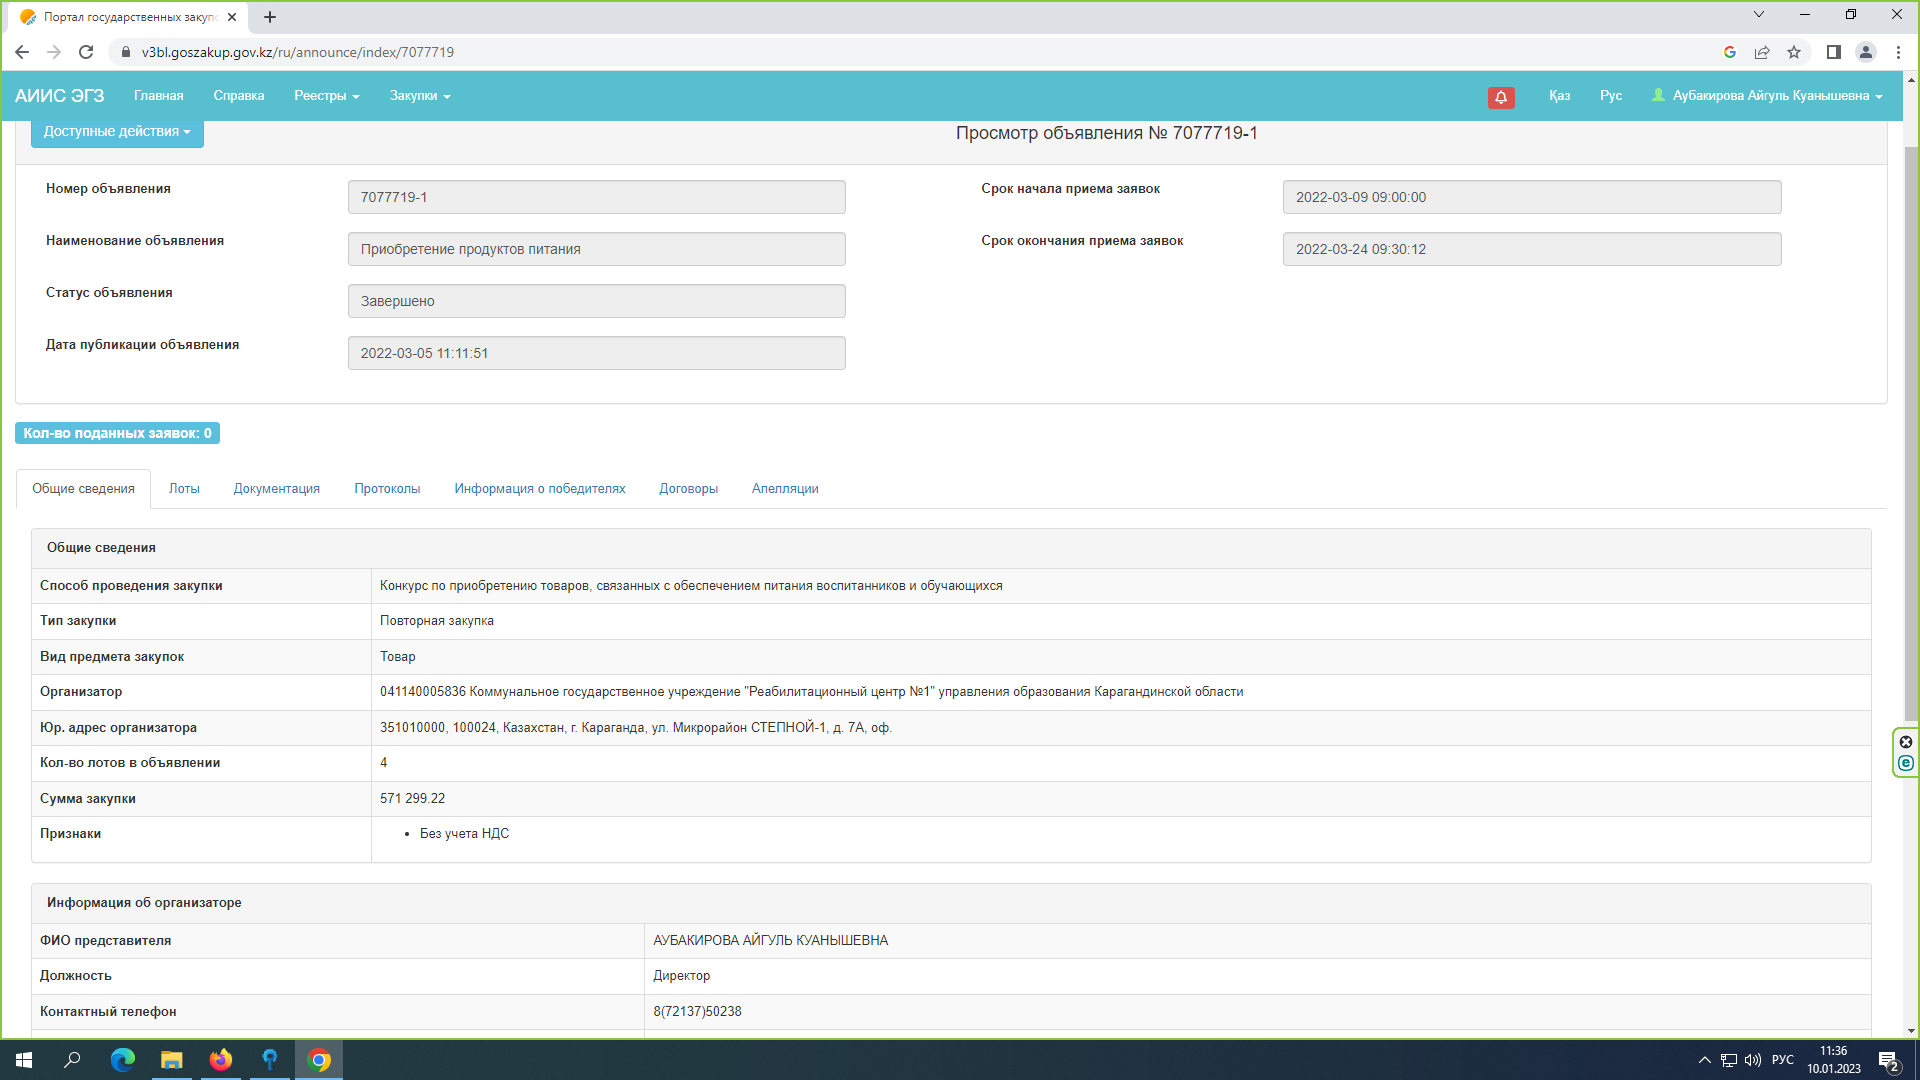 Портал государственных закуп
v3bl.goszakup.gov.kz/ru/announce/index/7077719
АИИС ЭГЗ Главная Справка Реестры Закупки Қаз Рус Аубакирова Айгуль Куанышевна
Доступные действия Просмотр объявления № 7077719-1
Номер объявления 7077719-1 Срок начала приема заявок 2022-03-09 09:00:00
Наименование объявления Приобретение продуктов питания Срок окончания приема заявок 2022-03-24 09:30:12
Статус объявления Завершено
Дата публикации объявления 2022-03-05 11:11:51
Кол-во поданных заявок: 0
Общие сведения Лоты Документация Протоколы Информация о победителях Договоры Апелляции
Общие сведения
Способ проведения закупки Конкурс по приобретению товаров, связанных с обеспечением питания воспитанников и обучающихся
Тип закупки Повторная закупка
Вид предмета закупок Товар
Организатор 041140005836 Коммунальное государственное учреждение "Реабилитационный центр №1" управления образования Карагандинской области
Юр. адрес организатора 351010000, 100024, Казахстан, г. Караганда, ул. Микрорайон СТЕПНОЙ-1, д. 7А, оф.
Кол-во лотов в объявлении 4
Сумма закупки 571 299.22
Признаки • Без учета НДС
Информация об организаторе
ФИО представителя АУБАКИРОВА АЙГУЛЬ КУАНЫШЕВНА
Должность Директор
Контактный телефон 8(72137)50238
РУС 11:36
10.01.2023 2